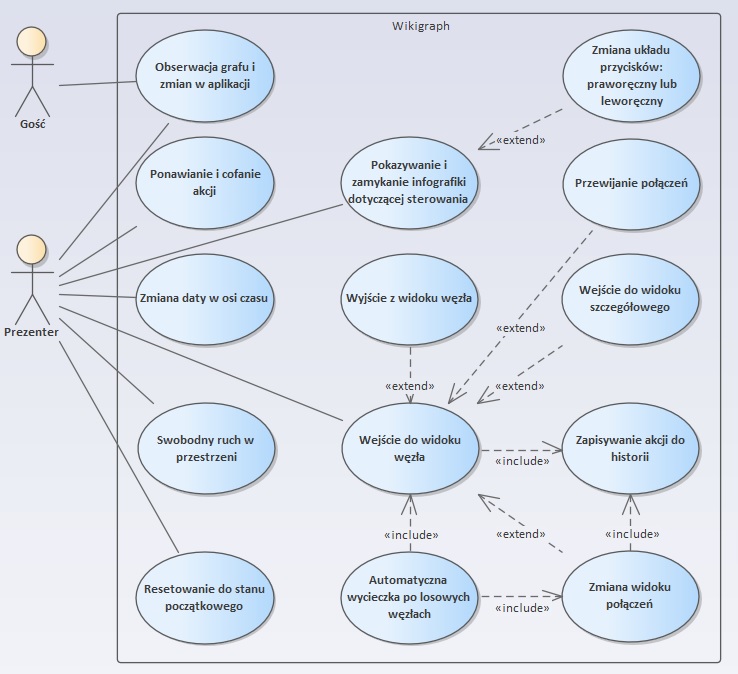 Wikigraph
Obserwacja grafu i
zmian w aplikacji
Zmiana układu
przycisków:
praworęczny lub
leworęczny
Gość
«extend»
Ponawianie i cofanie
akcji
Pokazywanie i
zamykanie infografiki
dotyczącej sterowania
Przewijanie połączeń
Prezenter
Zmiana daty w osi czasu
Wyjście z widoku węzła
Wejście do widoku
szczegółowego
«extend»
«extend»
«extend»
Swobodny ruch w
przestrzeni
Wejście do widoku
węzła
«include»
Zapisywanie akcji do
historii
«include»
«extend»
«include»
Resetowanie do stanu
początkowego
Automatyczna
wycieczka po losowych
węzłach
«include»
Zmiana widoku
połączeń